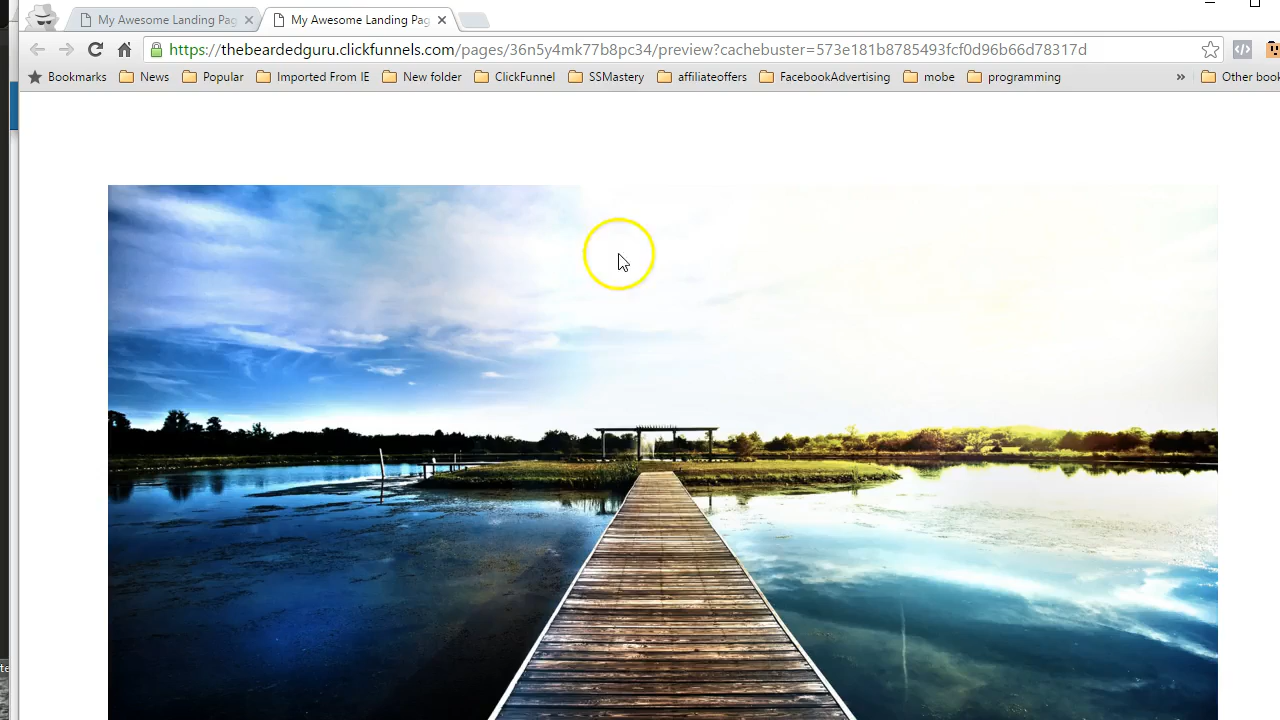 My Awesome Landing Pag
My Awesome Landing Pag
https://thebeardedguru.clickfunnels.com/pages/36n5y4mk77b8pc34/preview?cachebuster=573e181b8785493fcf0d96b66d78317d
Bookmarks News Popular Imported From IE New folder ClickFunnel SSMastery affiliateoffers FacebookAdvertising mobe programming » Other book
te